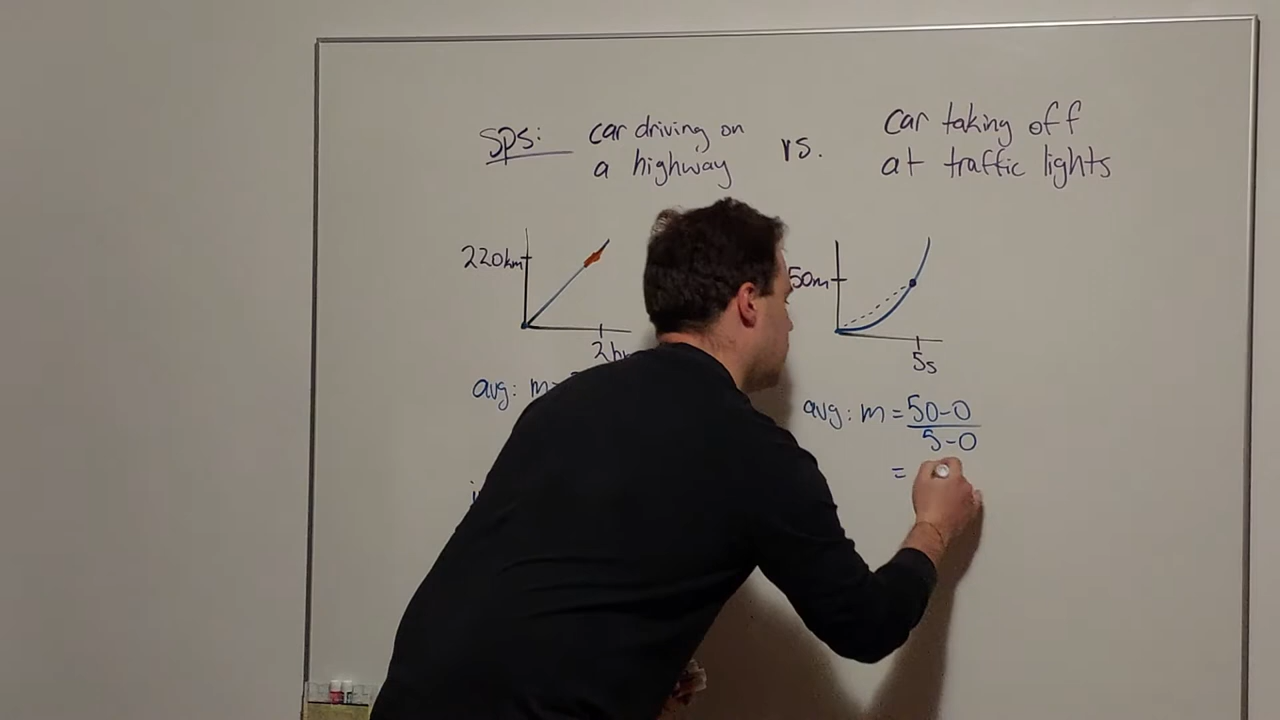 sps:
car driving on
a highway
vs.
car taking off
at traffic lights
220km
2h
50m
5s
avg: m=
avg: m = 50-0
5-0
=